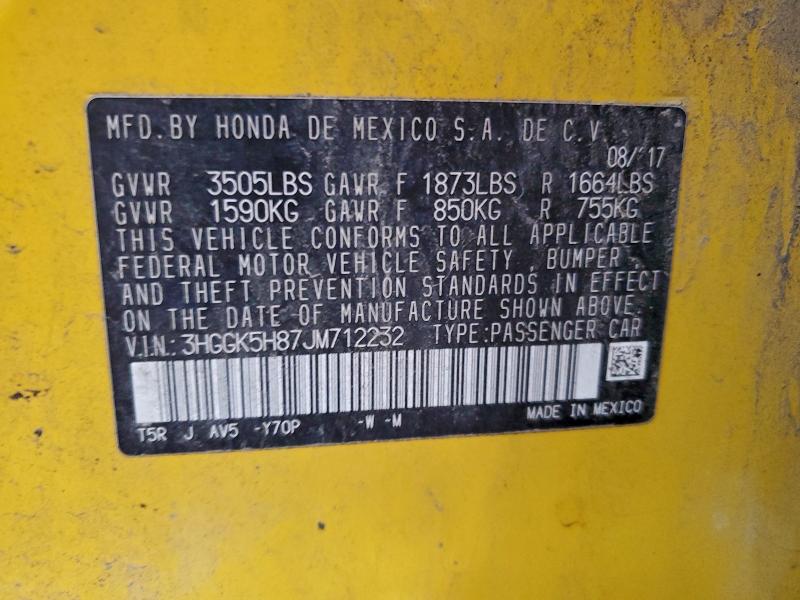 MFD.BY HONDA DE MEXICO S.A. DE C.V.
08/'17
GVWR 3505LBS GAWR F 1873LBS R 1664LBS
GVWR 1590KG GAWR F 850KG R 755KG
THIS VEHICLE CONFORMS TO ALL APPLICABLE
FEDERAL MOTOR VEHICLE SAFETY , BUMPER ,
AND THEFT PREVENTION STANDARDS IN EFFECT
ON THE DATE OF MANUFACTURE SHOWN ABOVE.
V.I.N.: 3HGGK5H87JM712232 TYPE:PASSENGER CAR
MADE IN MEXICO
T5R J AV5 -Y70P -W -M